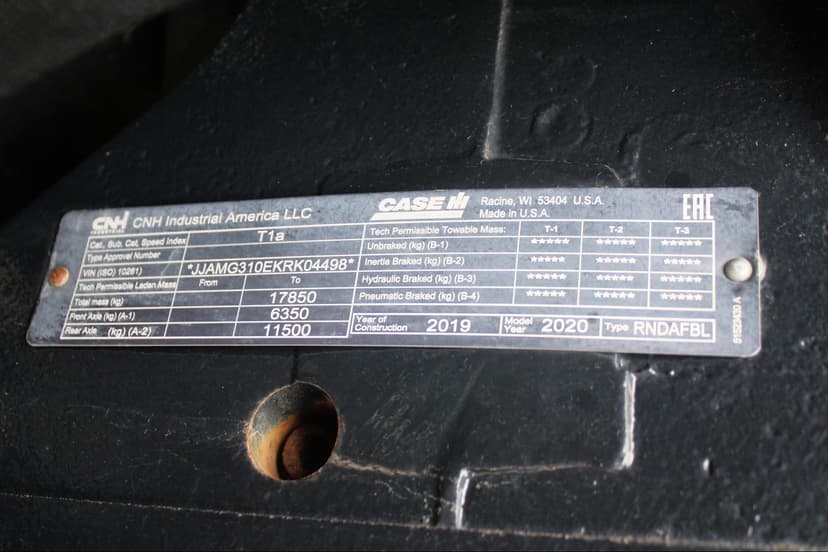 CNH INDUSTRIAL CNH Industrial America LLC
CASE IH Racine, WI 53404 U.S.A.
Made in U.S.A.
EAC
Cat., Sub. Cat, Speed Index T1a
Type Approval Number
VIN (ISO) 10261) *JJAMG310EKRK04498*
Tech Permissible Laden Mass From To
Total mass (kg) 17850
Front Axle (kg) (A-1) 6350
Rear Axle (kg) (A-2) 11500
Tech Permissible Towable Mass: T-1 T-2 T-3
Unbraked (kg) (B-1) ***** ***** *****
Inertia Braked (kg) (B-2) ***** ***** *****
Hydraulic Braked (kg) (B-3) ***** ***** *****
Pneumatic Braked (kg) (B-4) ***** ***** *****
Year of Construction 2019 Model Year 2020 Type RNDAFBL